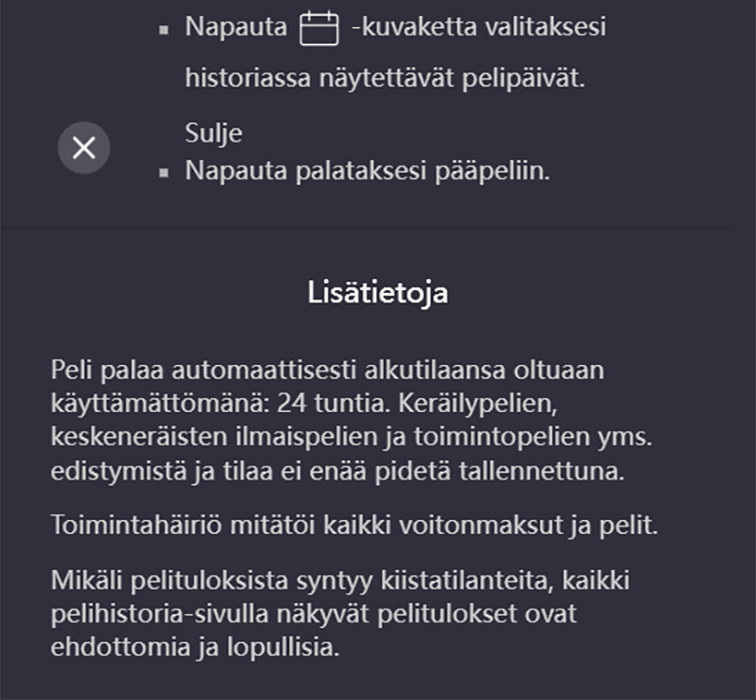 Napauta -kuvaketta valitaksesi
historiassa näytettävät pelipäivät.
Sulje
Napauta palataksesi pääpeliin.
Lisätietoja
Peli palaa automaattisesti alkutilaansa oltuaan
käyttämättömänä: 24 tuntia. Keräilypelien,
keskeneräisten ilmaispelien ja toimintopelien yms.
edistymistä ja tilaa ei enää pidetä tallennettuna.
Toimintahäiriö mitätöi kaikki voitonmaksut ja pelit.
Mikäli pelituloksista syntyy kiistatilanteita, kaikki
pelihistoria-sivulla näkyvät pelitulokset ovat
ehdottomia ja lopullisia.